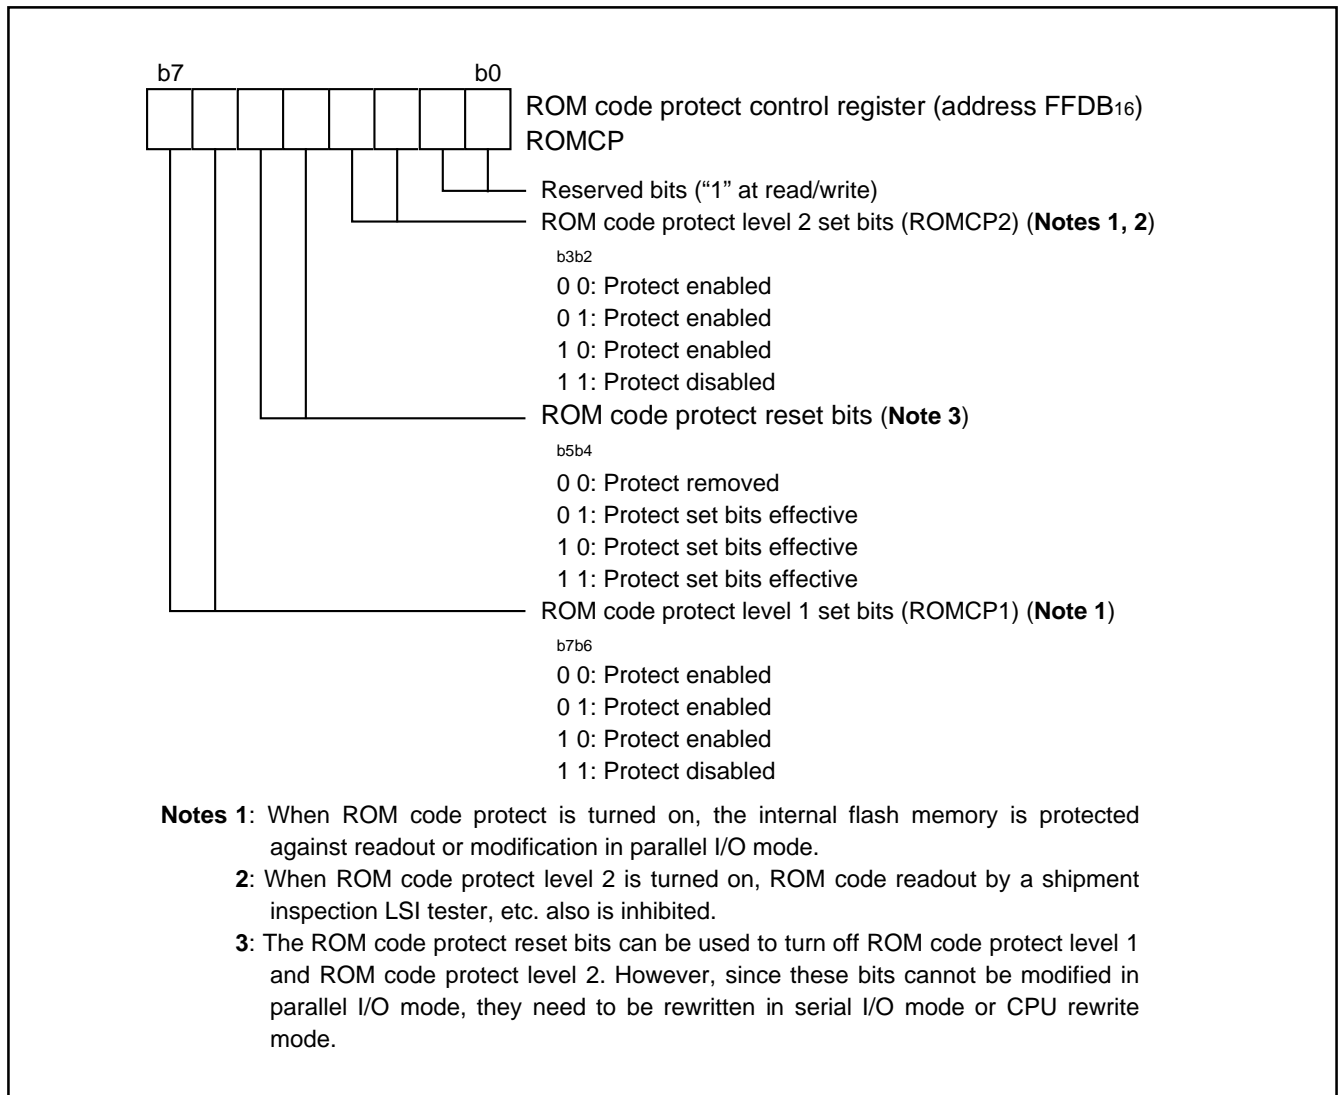 b7 b0
ROM code protect control register (address FFDB16)
ROMCP
Reserved bits (“1” at read/write)
ROM code protect level 2 set bits (ROMCP2) (Notes 1, 2)
b3b2
0 0: Protect enabled
0 1: Protect enabled
1 0: Protect enabled
1 1: Protect disabled
ROM code protect reset bits (Note 3)
b5b4
0 0: Protect removed
0 1: Protect set bits effective
1 0: Protect set bits effective
1 1: Protect set bits effective
ROM code protect level 1 set bits (ROMCP1) (Note 1)
b7b6
0 0: Protect enabled
0 1: Protect enabled
1 0: Protect enabled
1 1: Protect disabled
Notes 1: When ROM code protect is turned on, the internal flash memory is protected
against readout or modification in parallel I/O mode.
2: When ROM code protect level 2 is turned on, ROM code readout by a shipment
inspection LSI tester, etc. also is inhibited.
3: The ROM code protect reset bits can be used to turn off ROM code protect level 1
and ROM code protect level 2. However, since these bits cannot be modified in
parallel I/O mode, they need to be rewritten in serial I/O mode or CPU rewrite
mode.